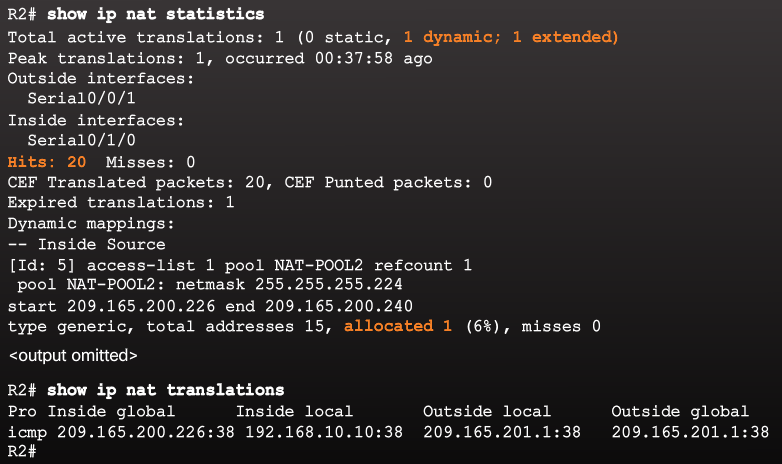 R2# show ip nat statistics
Total active translations: 1 (0 static, 1 dynamic; 1 extended)
Peak translations: 1, occurred 00:37:58 ago
Outside interfaces:
  Serial0/0/1
Inside interfaces:
  Serial0/1/0
Hits: 20  Misses: 0
CEF Translated packets: 20, CEF Punted packets: 0
Expired translations: 1
Dynamic mappings:
-- Inside Source
[Id: 5] access-list 1 pool NAT-POOL2 refcount 1
 pool NAT-POOL2: netmask 255.255.255.224
start 209.165.200.226 end 209.165.200.240
type generic, total addresses 15, allocated 1 (6%), misses 0
<output omitted>
R2# show ip nat translations
Pro Inside global      Inside local       Outside local      Outside global
icmp 209.165.200.226:38 192.168.10.10:38  209.165.201.1:38   209.165.201.1:38
R2#